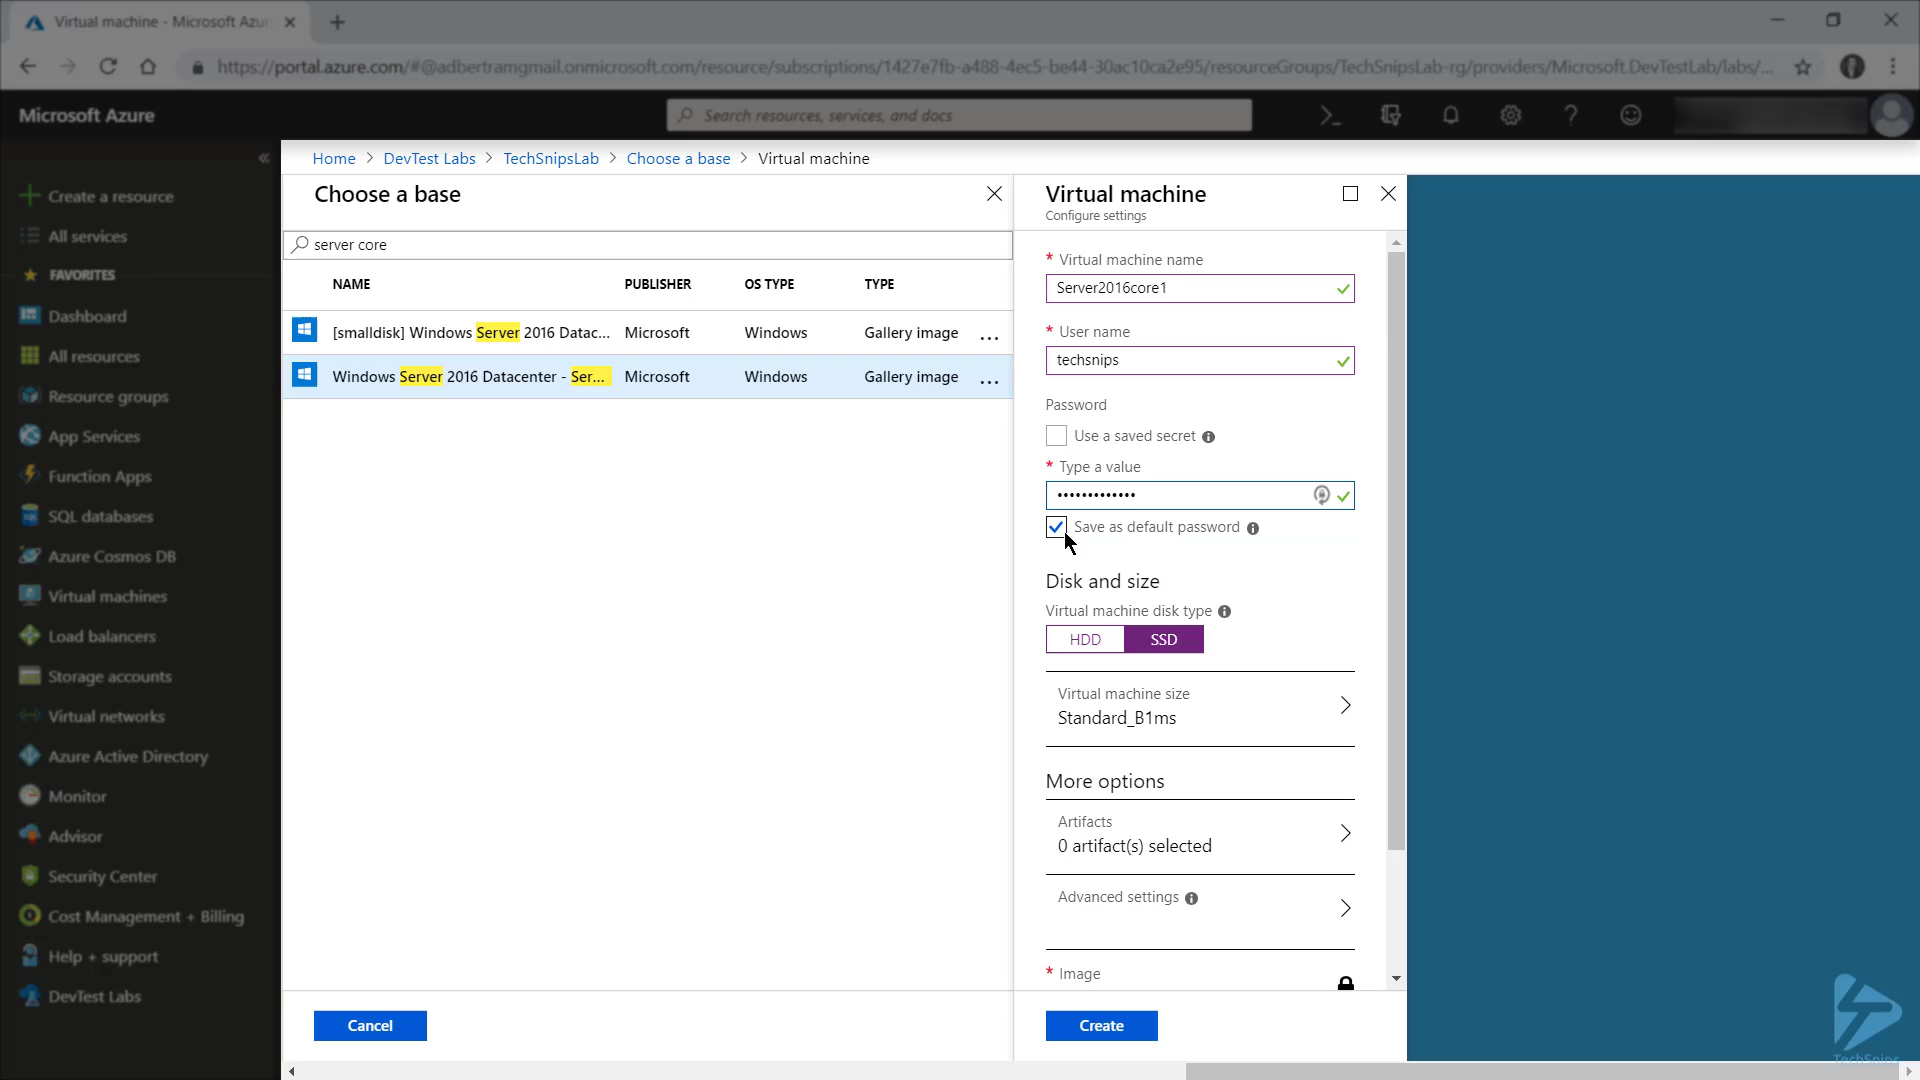 Virtual machine - Microsoft Azu
https://portal.azure.com/#@adbertramgmail.onmicrosoft.com/resource/subscriptions/1427e7fb-a488-4ec5-be44-30ac10ca2e95/resourceGroups/TechSnipsLab-rg/providers/Microsoft.DevTestLab/labs/...
Microsoft Azure
Search resources, services, and docs
Home > DevTest Labs > TechSnipsLab > Choose a base > Virtual machine
Create a resource
All services
FAVORITES
Dashboard
All resources
Resource groups
App Services
Function Apps
SQL databases
Azure Cosmos DB
Virtual machines
Load balancers
Storage accounts
Virtual networks
Azure Active Directory
Monitor
Advisor
Security Center
Cost Management + Billing
Help + support
DevTest Labs
Choose a base
server core
NAME PUBLISHER OS TYPE TYPE
[smalldisk] Windows Server 2016 Datac... Microsoft Windows Gallery image ...
Windows Server 2016 Datacenter - Ser... Microsoft Windows Gallery image ...
Cancel
Virtual machine
Configure settings
* Virtual machine name
Server2016core1
* User name
techsnips
Password
Use a saved secret
* Type a value
•••••••••••••
Save as default password
Disk and size
Virtual machine disk type
HDD SSD
Virtual machine size
Standard_B1ms
More options
Artifacts
0 artifact(s) selected
Advanced settings
* Image
Create
TechSnips